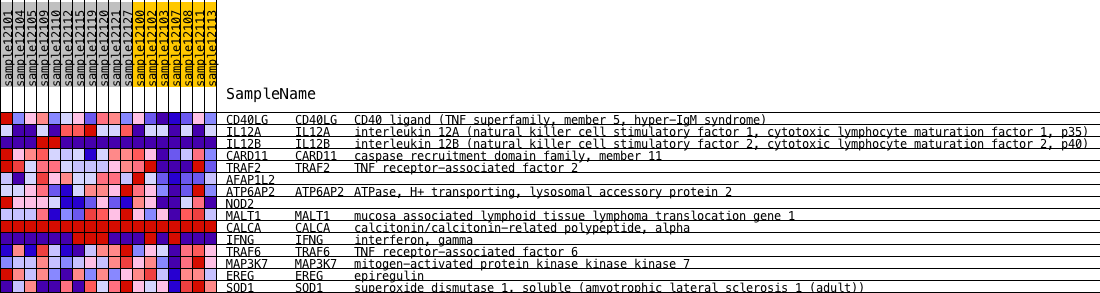 sample12101
sample12104
sample12105
sample12109
sample12110
sample12112
sample12115
sample12119
sample12120
sample12121
sample12127
sample12100
sample12102
sample12103
sample12107
sample12108
sample12111
sample12113
SampleName
CD40LG CD40LG CD40 ligand (TNF superfamily, member 5, hyper-IgM syndrome)
IL12A IL12A interleukin 12A (natural killer cell stimulatory factor 1, cytotoxic lymphocyte maturation factor 1, p35)
IL12B IL12B interleukin 12B (natural killer cell stimulatory factor 2, cytotoxic lymphocyte maturation factor 2, p40)
CARD11 CARD11 caspase recruitment domain family, member 11
TRAF2 TRAF2 TNF receptor-associated factor 2
AFAP1L2
ATP6AP2 ATP6AP2 ATPase, H+ transporting, lysosomal accessory protein 2
NOD2
MALT1 MALT1 mucosa associated lymphoid tissue lymphoma translocation gene 1
CALCA CALCA calcitonin/calcitonin-related polypeptide, alpha
IFNG IFNG interferon, gamma
TRAF6 TRAF6 TNF receptor-associated factor 6
MAP3K7 MAP3K7 mitogen-activated protein kinase kinase kinase 7
EREG EREG epiregulin
SOD1 SOD1 superoxide dismutase 1, soluble (amyotrophic lateral sclerosis 1 (adult))